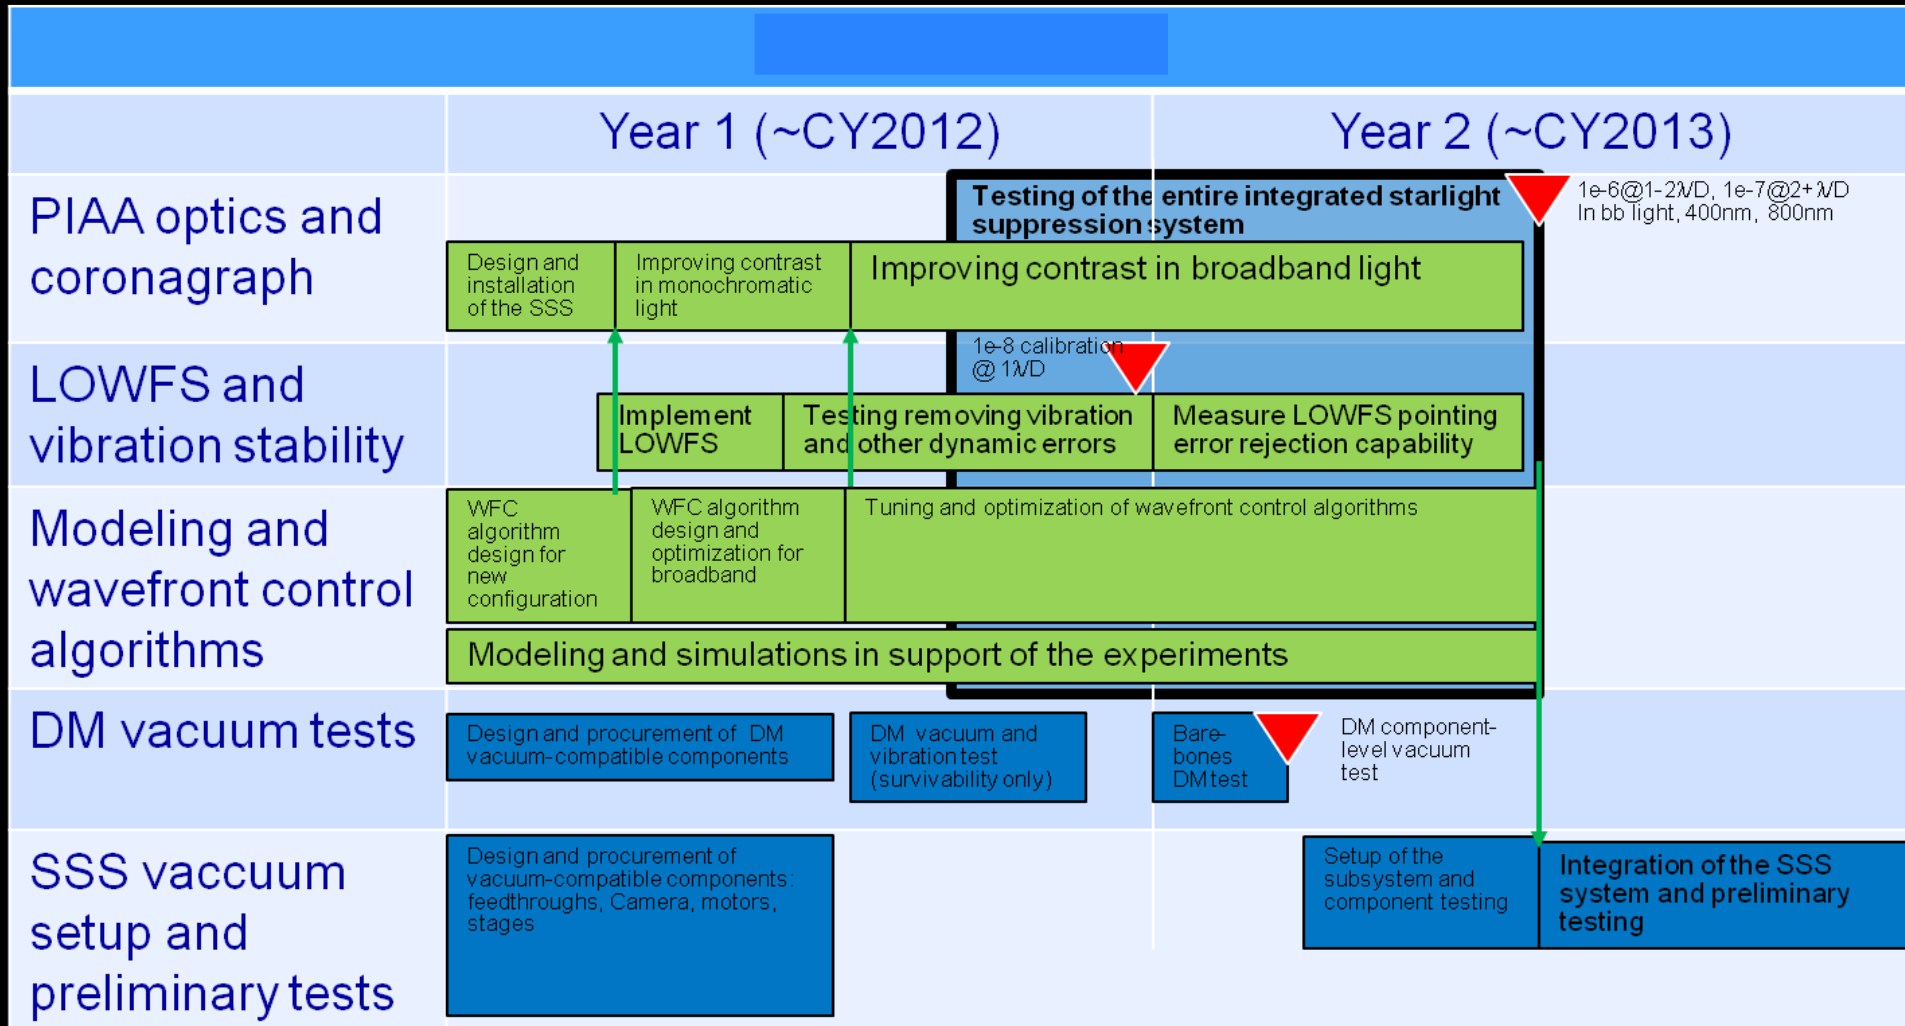 Year 1 (~CY2012)
Year 2 (~CY2013)
PIAA optics and
coronagraph
Testing of the entire integrated starlight
suppression system
1e-6@1-2λ/D, 1e-7@2+λ/D
In bb light, 400nm, 800nm
Design and
installation
of the SSS
Improving contrast
in monochromatic
light
Improving contrast in broadband light
LOWFS and
vibration stability
1e-8 calibration
@ 1λ/D
Implement
LOWFS
Testing removing vibration
and other dynamic errors
Measure LOWFS pointing
error rejection capability
Modeling and
wavefront control
algorithms
WFC
algorithm
design for
new
configuration
WFC algorithm
design and
optimization for
broadband
Tuning and optimization of wavefront control algorithms
Modeling and simulations in support of the experiments
DM vacuum tests
Design and procurement of DM
vacuum-compatible components
DM vacuum and
vibration test
(survivability only)
Bare-
bones
DM test
DM component-
level vacuum
test
SSS vaccuum
setup and
preliminary tests
Design and procurement of
vacuum-compatible components:
feedthroughs, Camera, motors,
stages
Setup of the
subsystem and
component testing
Integration of the SSS
system and preliminary
testing